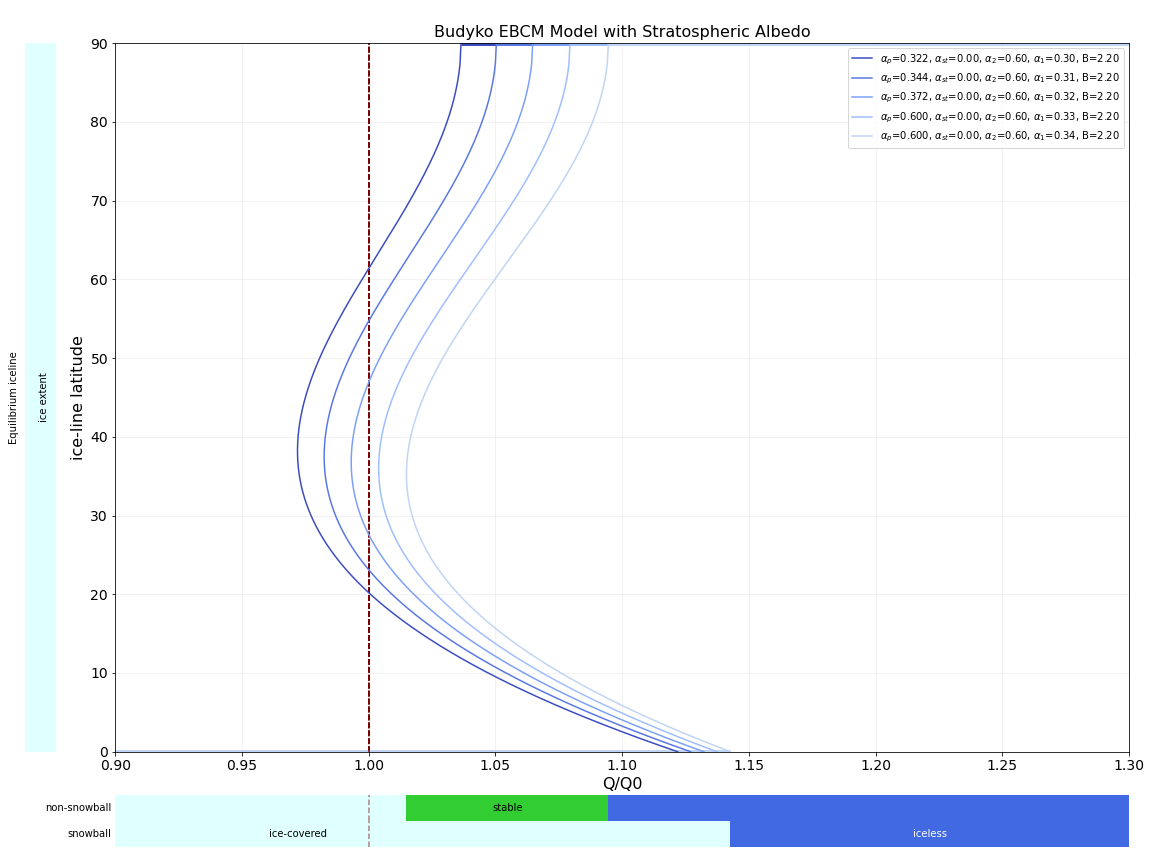 Budyko EBCM Model with Stratospheric Albedo
αp=0.322, αst=0.00, α2=0.60, α1=0.30, B=2.20
αp=0.344, αst=0.00, α2=0.60, α1=0.31, B=2.20
αp=0.372, αst=0.00, α2=0.60, α1=0.32, B=2.20
αp=0.600, αst=0.00, α2=0.60, α1=0.33, B=2.20
αp=0.600, αst=0.00, α2=0.60, α1=0.34, B=2.20
Equilibrium iceline
ice extent
ice-line latitude
90
80
70
60
50
40
30
20
10
0
0.90 0.95 1.00 1.05 1.10 1.15 1.20 1.25 1.30
Q/Q0
non-snowball stable
snowball ice-covered iceless